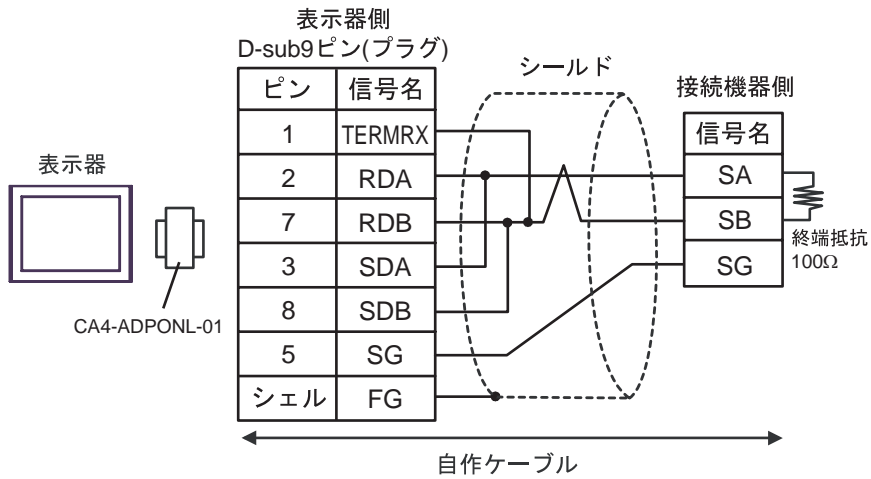 表示器側
D-sub9ピン(プラグ)
シールド
接続機器側
ピン 信号名
1 TERMRX
2 RDA
7 RDB
3 SDA
8 SDB
5 SG
シェル FG
信号名
SA
SB
SG
終端抵抗
100Ω
表示器
CA4-ADPONL-01
自作ケーブル